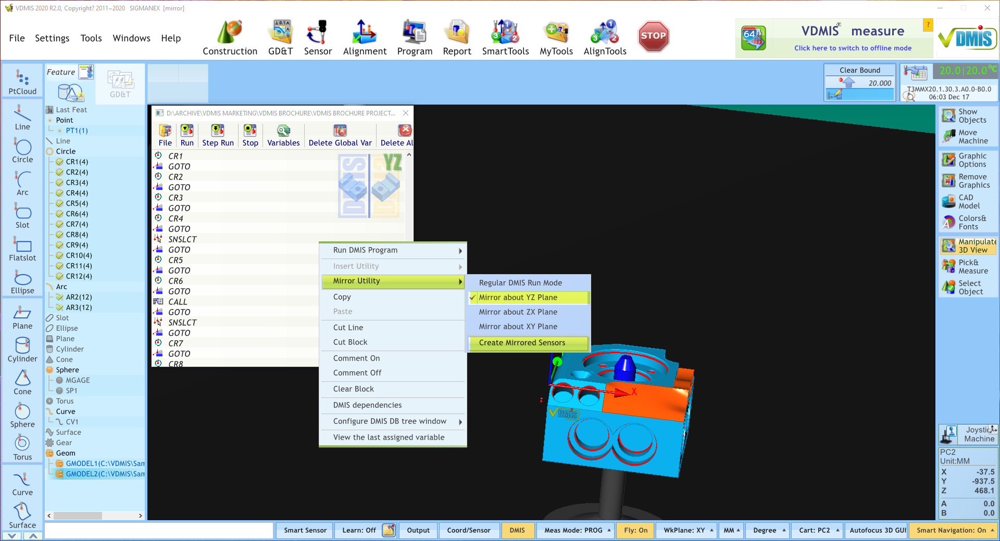 VDMIS 2020 R2.0, Copyright? 2011~2020    SIGMANEX  [mirror]
File  Settings  Tools  Windows  Help
Construction  GD&T  Sensor  Alignment  Program  Report  SmartTools  MyTools  AlignTools
STOP
64
VDMIS® measure
Click here to switch to offline mode
?
VDMIS
PtCloud
Line
Circle
Arc
Slot
Flatslot
Ellipse
Plane
Cylinder
Cone
Sphere
Torus
Curve
Surface
Feature
GD&T
Last Feat
Point
PT1(1)
Line
Circle
CR1(4)
CR2(4)
CR3(4)
CR4(4)
CR5(4)
CR6(4)
CR7(4)
CR8(4)
CR9(4)
CR10(4)
CR11(4)
CR12(4)
Arc
AR2(12)
AR3(12)
Slot
Ellipse
Plane
Cylinder
Cone
Sphere
MGAGE
SP1
Torus
Curve
CV1
Surface
Gear
Geom
GMODEL1(C:\VDMIS\Sam
GMODEL2(C:\VDMIS\Sam
D:\ARCHIVE\VDMIS MARKETING\VDMIS BROCHURE\VDMIS BROCHURE PROJECT...
File  Run  Step Run  Stop  Variables  Delete Global Var  Delete Al
CR1
GOTO
CR2
GOTO
CR3
GOTO
CR4
GOTO
SNSLCT
GOTO
CR5
GOTO
CR6
GOTO
CALL
GOTO
SNSLCT
GOTO
CR7
GOTO
CR8
DMIS
YZ
Run DMIS Program
Insert Utility
Mirror Utility
Copy
Paste
Cut Line
Cut Block
Comment On
Comment Off
Clear Block
DMIS dependencies
Configure DMIS DB tree window
View the last assigned variable
Regular DMIS Run Mode
Mirror about YZ Plane
Mirror about ZX Plane
Mirror about XY Plane
Create Mirrored Sensors
X
VDMIS
Clear Bound
20.000
20.0|20.0°C
T3MMX20.1.30.3.A0.0-B0.0
06:03 Dec 17
Show Objects
Move Machine
Graphic Options
Remove Graphics
CAD Model
Colors& Fonts
Manipulate 3D View
Pick& Measure
Select Object
Joystic
Machine
PC2
Unit:MM
X  -37.5
Y  -937.5
Z  468.1
A  0.0
B  0.0
Smart Sensor  Learn: Off  Output  Coord/Sensor  DMIS  Meas Mode: PROG  Fly: On  WkPlane: XY  MM  Degree  Cart: PC2  Autofocus 3D GUI  Smart Navigation: On